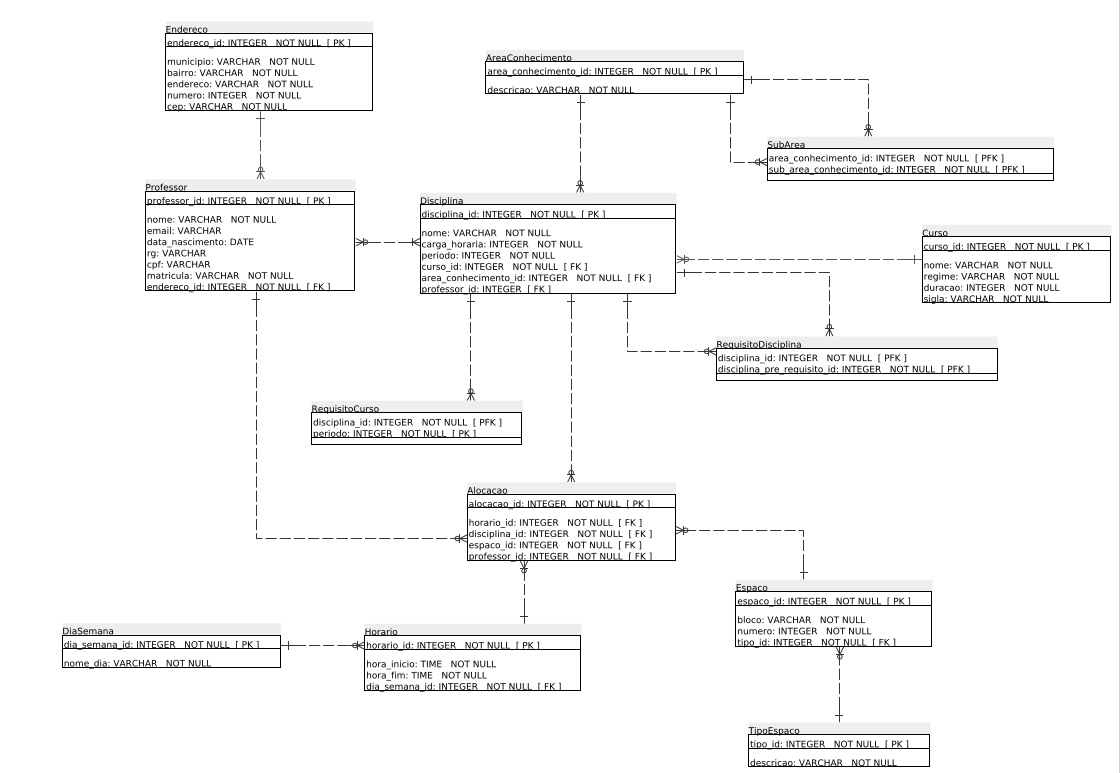 Endereco
endereco_id: INTEGER NOT NULL [ PK ]
municipio: VARCHAR NOT NULL
bairro: VARCHAR NOT NULL
endereco: VARCHAR NOT NULL
numero: INTEGER NOT NULL
cep: VARCHAR NOT NULL
AreaConhecimento
area_conhecimento_id: INTEGER NOT NULL [ PK ]
descricao: VARCHAR NOT NULL
SubArea
area_conhecimento_id: INTEGER NOT NULL [ PFK ]
sub_area_conhecimento_id: INTEGER NOT NULL [ PFK ]
Professor
professor_id: INTEGER NOT NULL [ PK ]
nome: VARCHAR NOT NULL
email: VARCHAR
data_nascimento: DATE
rg: VARCHAR
cpf: VARCHAR
matricula: VARCHAR NOT NULL
endereco_id: INTEGER NOT NULL [ FK ]
Disciplina
disciplina_id: INTEGER NOT NULL [ PK ]
nome: VARCHAR NOT NULL
carga_horaria: INTEGER NOT NULL
periodo: INTEGER NOT NULL
curso_id: INTEGER NOT NULL [ FK ]
area_conhecimento_id: INTEGER NOT NULL [ FK ]
professor_id: INTEGER [ FK ]
Curso
curso_id: INTEGER NOT NULL [ PK ]
nome: VARCHAR NOT NULL
regime: VARCHAR NOT NULL
duracao: INTEGER NOT NULL
sigla: VARCHAR NOT NULL
RequisitoDisciplina
disciplina_id: INTEGER NOT NULL [ PFK ]
disciplina_pre_requisito_id: INTEGER NOT NULL [ PFK ]
RequisitoCurso
disciplina_id: INTEGER NOT NULL [ PFK ]
periodo: INTEGER NOT NULL [ PK ]
Alocacao
alocacao_id: INTEGER NOT NULL [ PK ]
horario_id: INTEGER NOT NULL [ FK ]
disciplina_id: INTEGER NOT NULL [ FK ]
espaco_id: INTEGER NOT NULL [ FK ]
professor_id: INTEGER NOT NULL [ FK ]
Espaco
espaco_id: INTEGER NOT NULL [ PK ]
bloco: VARCHAR NOT NULL
numero: INTEGER NOT NULL
tipo_id: INTEGER NOT NULL [ FK ]
DiaSemana
dia_semana_id: INTEGER NOT NULL [ PK ]
nome_dia: VARCHAR NOT NULL
Horario
horario_id: INTEGER NOT NULL [ PK ]
hora_inicio: TIME NOT NULL
hora_fim: TIME NOT NULL
dia_semana_id: INTEGER NOT NULL [ FK ]
TipoEspaco
tipo_id: INTEGER NOT NULL [ PK ]
descricao: VARCHAR NOT NULL